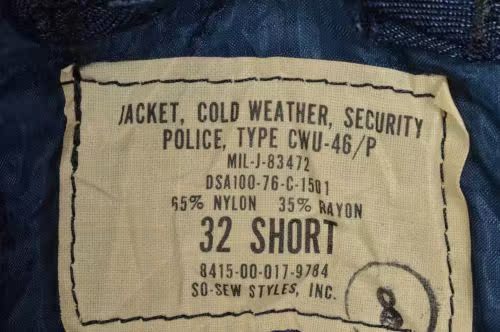 JACKET, COLD WEATHER, SECURITY
POLICE, TYPE CWU-46/P
MIL-J-83472
DSA100-76-C-1501
65% NYLON 35% RAYON
32 SHORT
8415-00-017-9784
SO-SEW STYLES, INC.
8